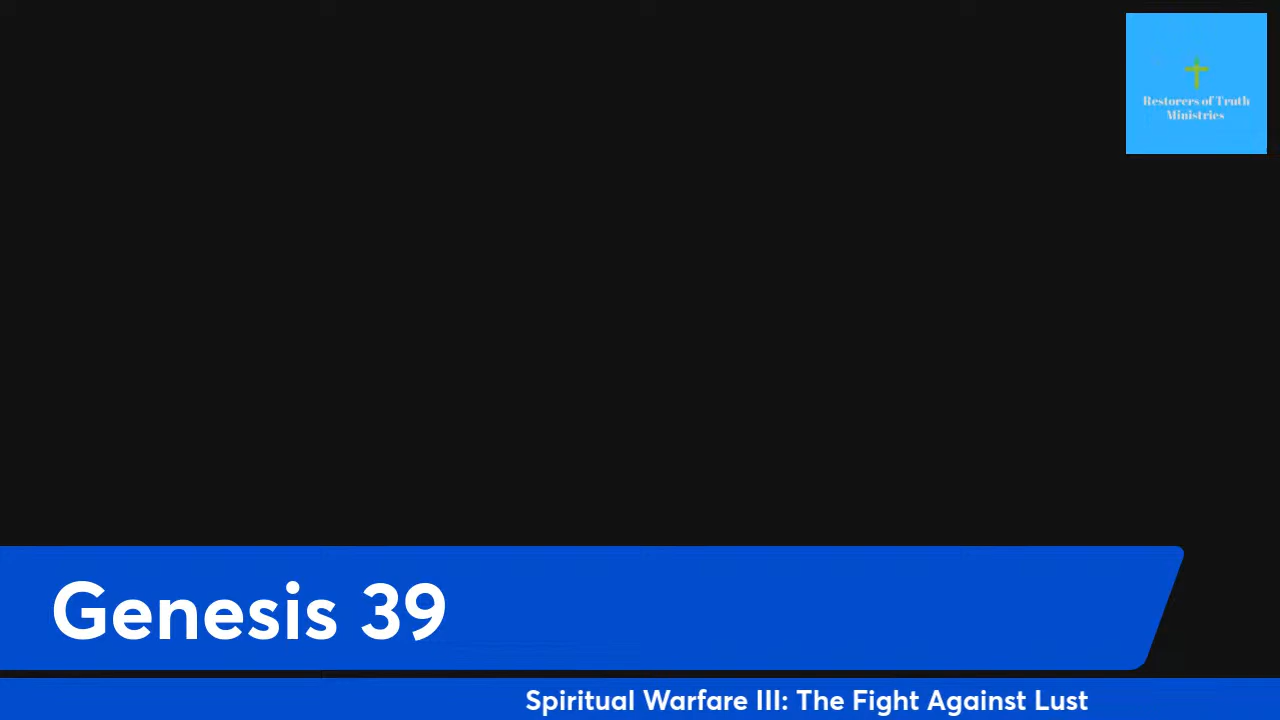 Restorers of Truth
Ministries
Genesis 39
Spiritual Warfare III: The Fight Against Lust